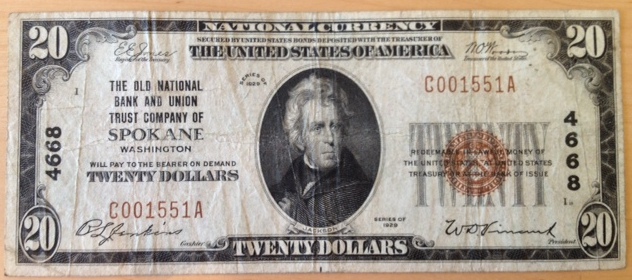 NATIONAL CURRENCY
SECURED BY UNITED STATES BONDS DEPOSITED WITH THE TREASURER OF
THE UNITED STATES OF AMERICA
20
20
SERIES OF
1929
C001551A
1
THE OLD NATIONAL
BANK AND UNION
TRUST COMPANY OF
SPOKANE
WASHINGTON
WILL PAY TO THE BEARER ON DEMAND
TWENTY DOLLARS
4668
4668
REDEEMABLE IN LAWFUL MONEY OF
THE UNITED STATES AT UNITED STATES
TREASURY OR AT THE BANK OF ISSUE
TWENTY
C001551A
JACKSON
SERIES OF
1929
Cashier
President
20
TWENTY DOLLARS
20